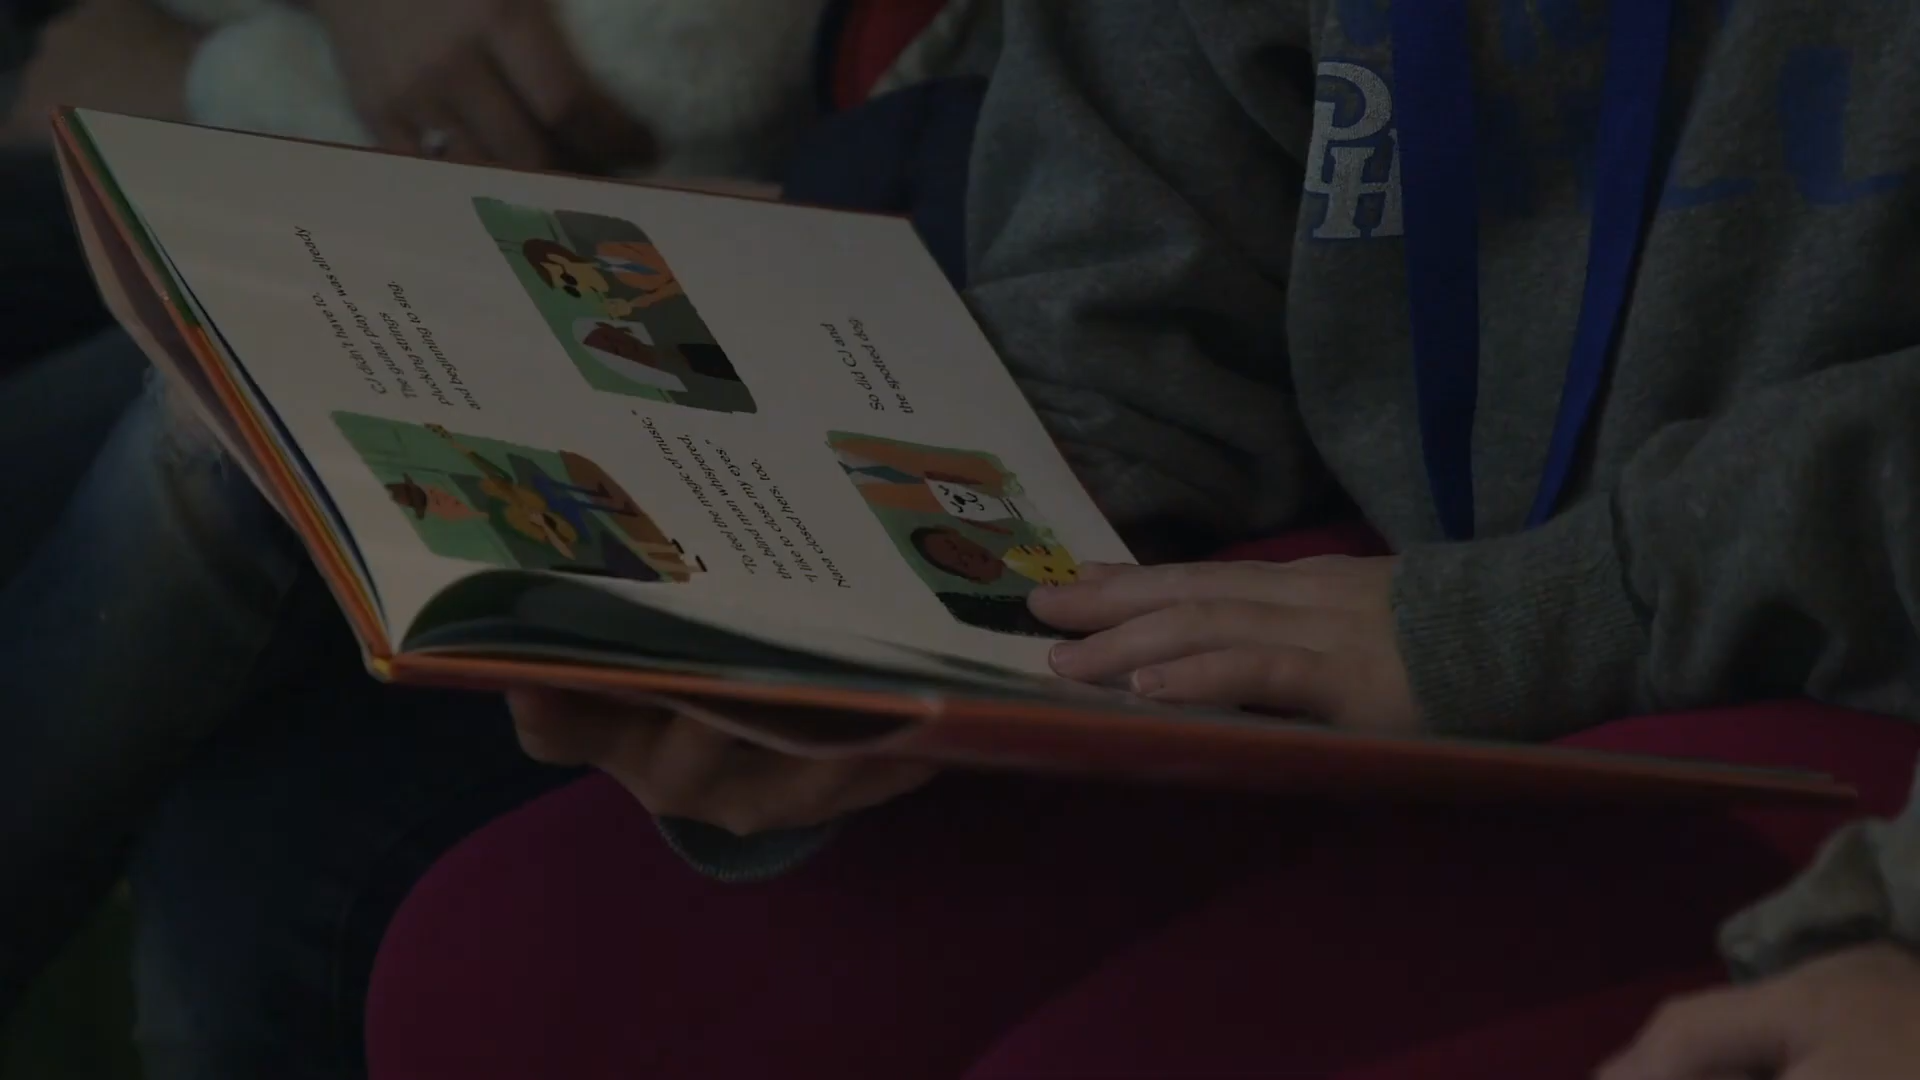 CJ didn't have to.
The guitar player was already
plucking strings
and beginning to sing.
"To feel the magic of music,"
the blind man whispered,
"I like to close my eyes."
Nana closed hers, too.
So did CJ and
the spotted dog.
PH